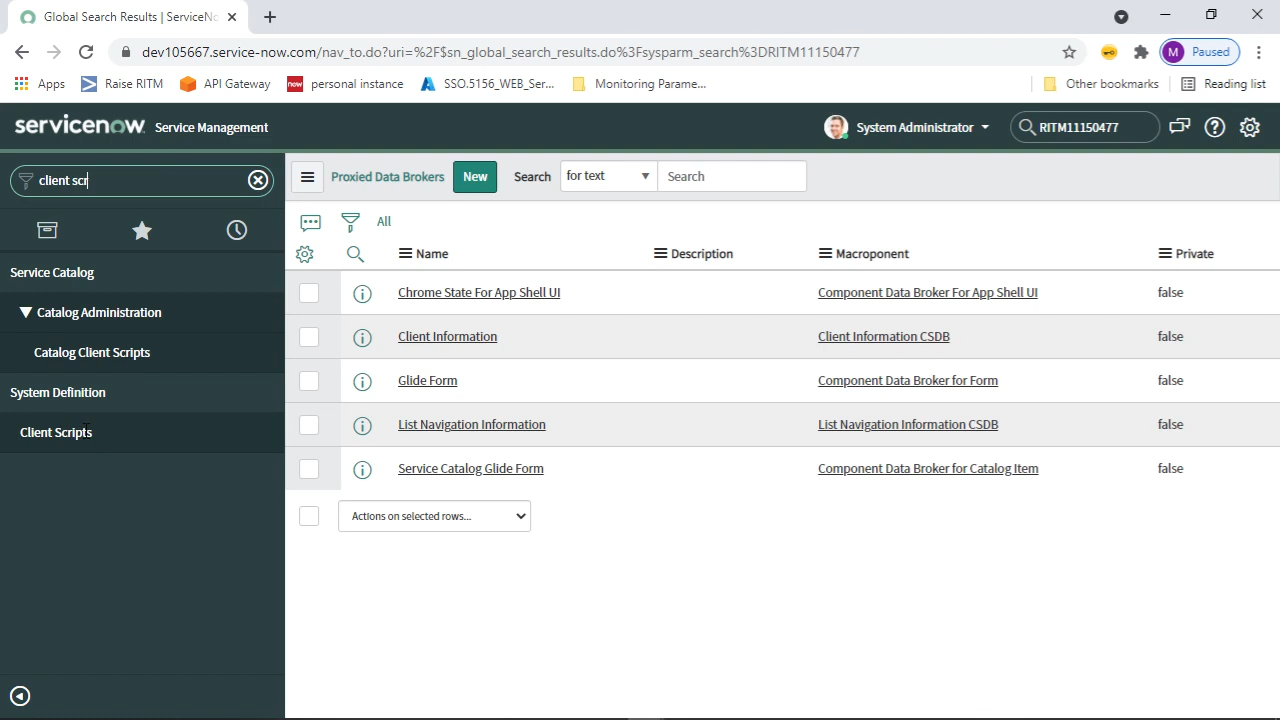 Global Search Results | ServiceNo
dev105667.service-now.com/nav_to.do?uri=%2F$sn_global_search_results.do%3Fsysparm_search%3DRITM11150477
M Paused
Apps Raise RITM API Gateway now personal instance SSO.5156_WEB_Ser... Monitoring Parame... Other bookmarks Reading list
servicenow Service Management System Administrator RITM11150477
client scr
Service Catalog
Catalog Administration
Catalog Client Scripts
System Definition
Client Scripts
Proxied Data Brokers New Search for text Search
All
Name Description Macroponent Private
Chrome State For App Shell UI Component Data Broker For App Shell UI false
Client Information Client Information CSDB false
Glide Form Component Data Broker for Form false
List Navigation Information List Navigation Information CSDB false
Service Catalog Glide Form Component Data Broker for Catalog Item false
Actions on selected rows...